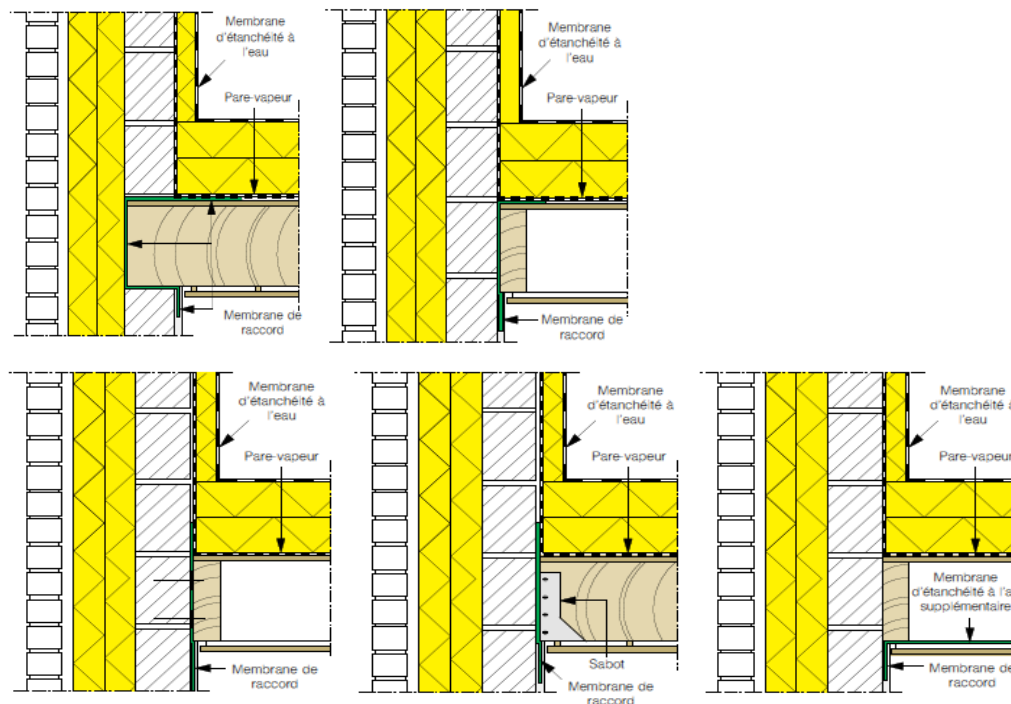 Membrane
d'étanchéité à
l'eau
Pare-vapeur
Membrane de
raccord
Membrane
d'étanchéité à
l'eau
Pare-vapeur
Membrane de
raccord
Membrane
d'étanchéité à
l'eau
Pare-vapeur
Membrane de
raccord
Membrane
d'étanchéité à
l'eau
Pare-vapeur
Sabot
Membrane de
raccord
Membrane
d'étanchéité à
l'eau
Pare-vapeur
Membrane
d'étanchéité à l'a
supplémentaire
Membrane de
raccord